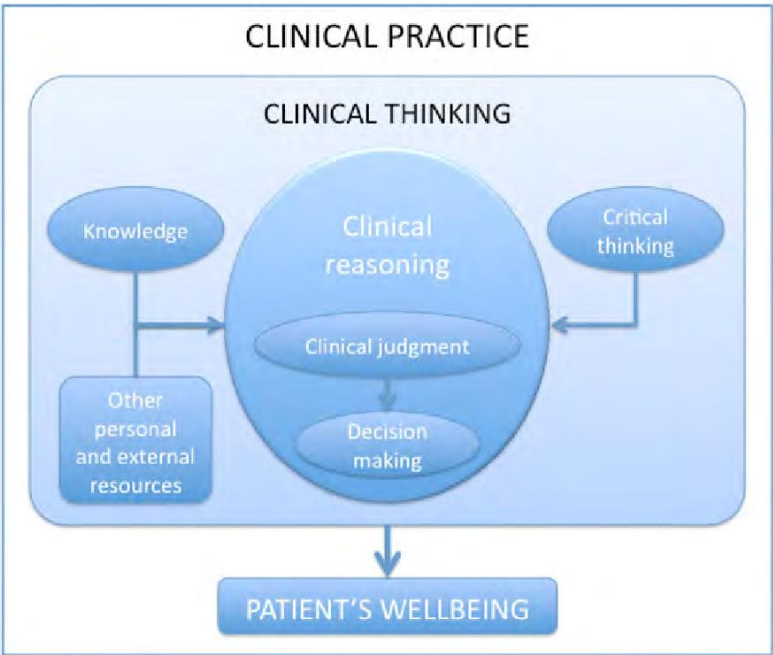 CLINICAL PRACTICE
CLINICAL THINKING
Knowledge
Clinical
reasoning
Critical
thinking
Clinical judgment
Other
personal
and external
resources
Decision
making
PATIENT'S WELLBEING